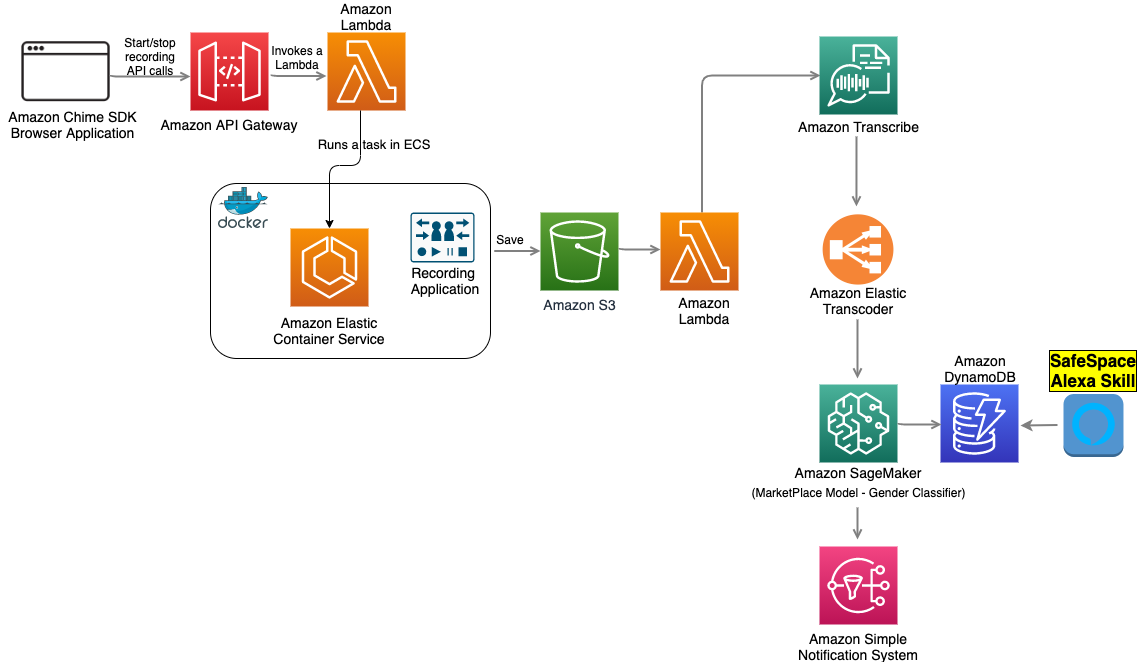 Amazon
Lambda
Start/stop
recording
API calls
Invokes a
Lambda
Amazon Chime SDK
Browser Application
Amazon API Gateway
Amazon Transcribe
Runs a task in ECS
docker
Recording
Application
Save
Amazon Elastic
Container Service
Amazon S3
Amazon
Lambda
Amazon Elastic
Transcoder
Amazon
DynamoDB
SafeSpace
Alexa Skill
Amazon SageMaker
(MarketPlace Model - Gender Classifier)
Amazon Simple
Notification System